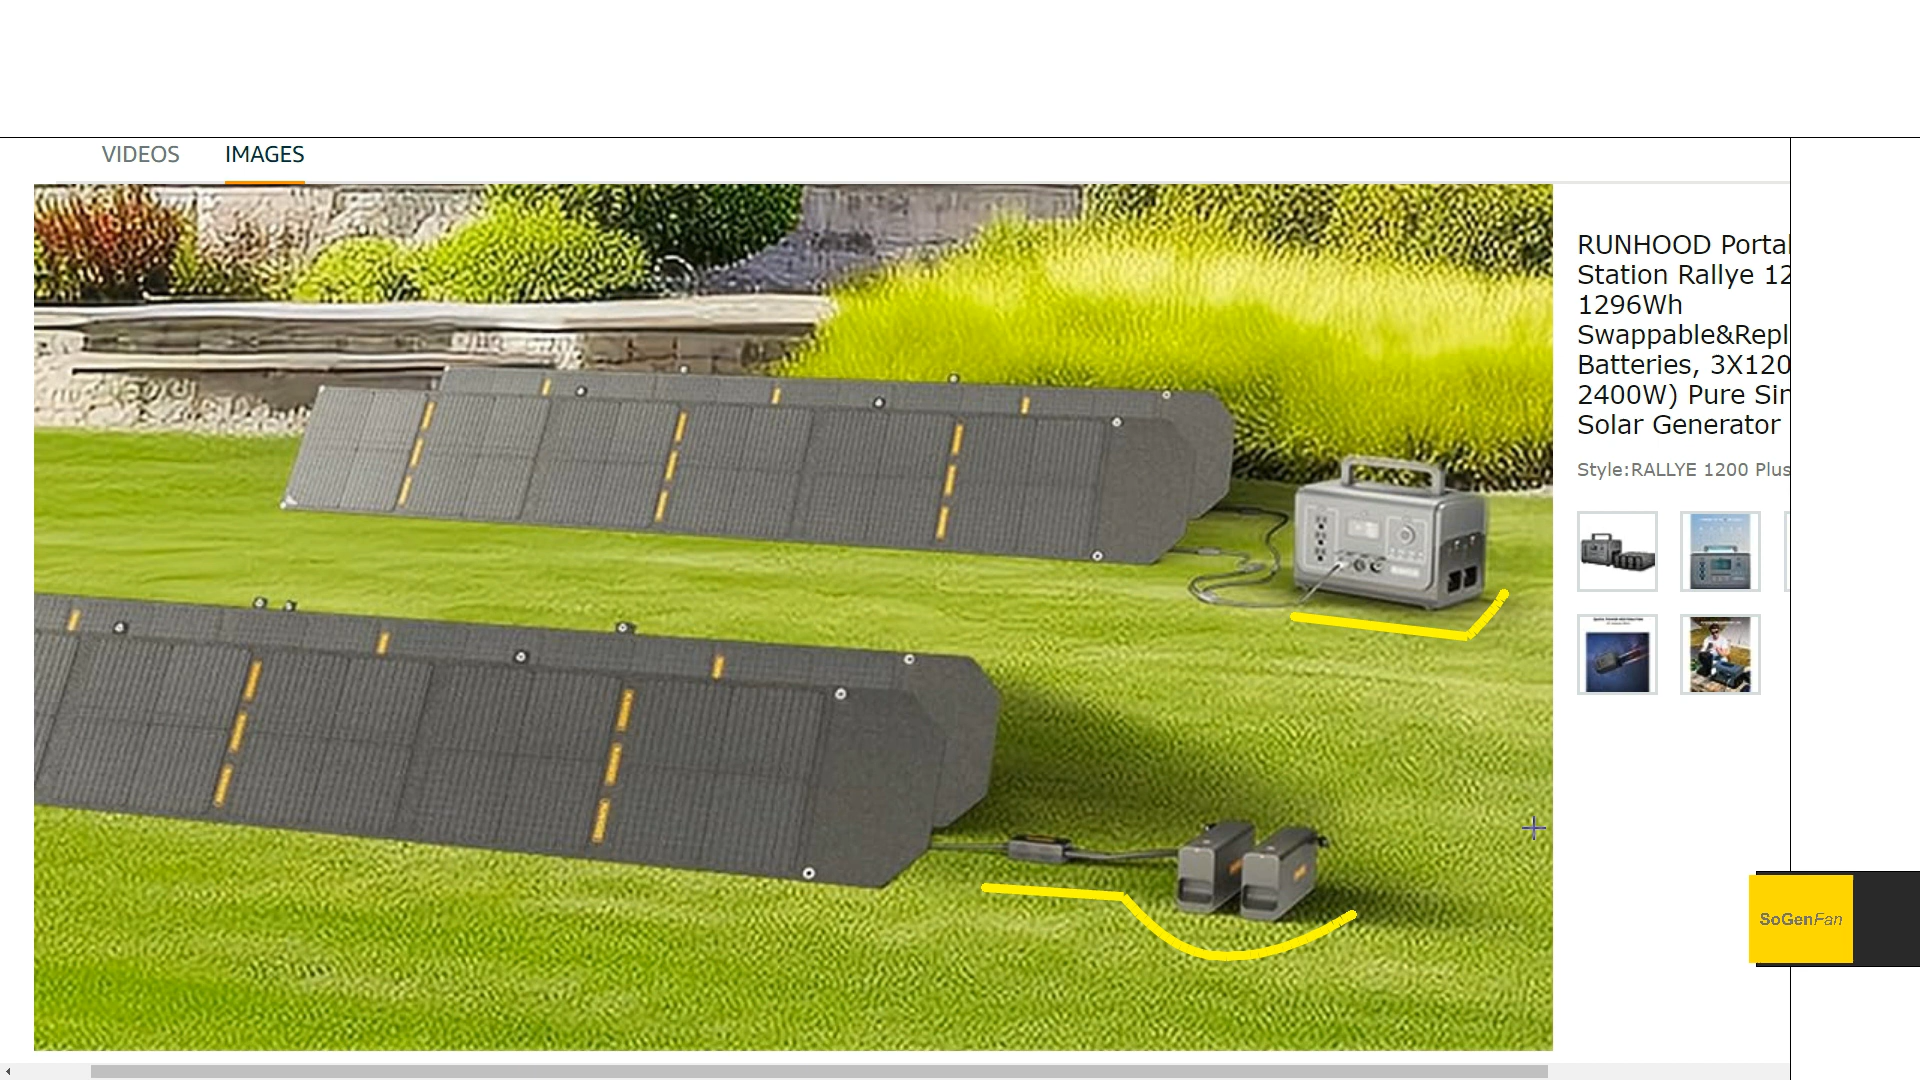 VIDEOS IMAGES
RUNHOOD Portal
Station Rallye 12
1296Wh
Swappable&Repl
Batteries, 3X120
2400W) Pure Sin
Solar Generator
Style:RALLYE 1200 Plus
SoGenFan